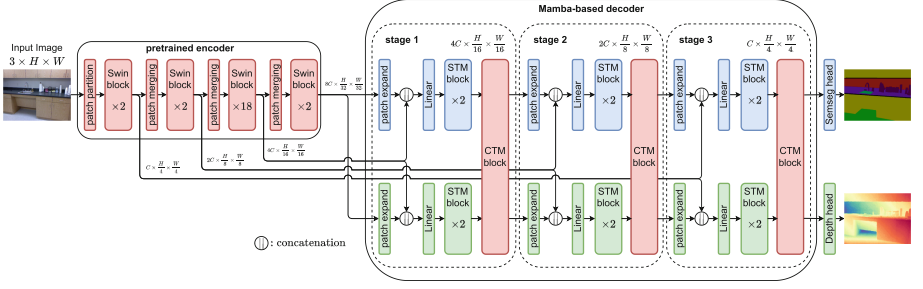 Mamba-based decoder
Input Image
3 × H × W
pretrained encoder
patch partition
Swin block ×2
patch merging
Swin block ×2
patch merging
Swin block ×18
patch merging
Swin block ×2
8C × H/32 × W/32
4C × H/16 × W/16
2C × H/8 × W/8
C × H/4 × W/4
stage 1
4C × H/16 × W/16
patch expand
||
Linear
STM block ×2
CTM block
patch expand
||
Linear
STM block ×2
stage 2
2C × H/8 × W/8
patch expand
||
Linear
STM block ×2
CTM block
patch expand
||
Linear
STM block ×2
stage 3
C × H/4 × W/4
patch expand
||
Linear
STM block ×2
CTM block
patch expand
||
Linear
STM block ×2
Semseg head
Depth head
|| : concatenation